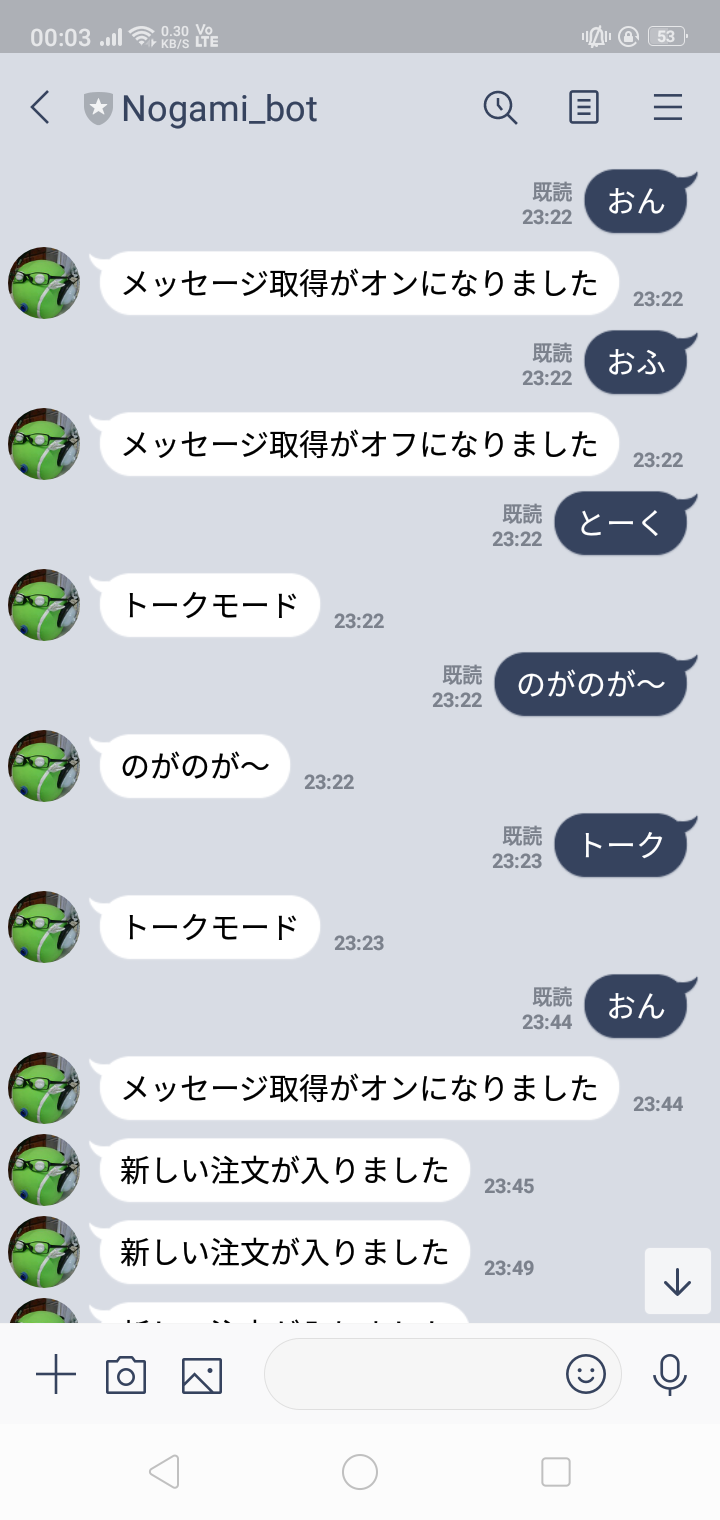 00:03 0.30 KB/S Vo LTE 53
Nogami_bot
既読
23:22
おん
メッセージ取得がオンになりました
23:22
既読
23:22
おふ
メッセージ取得がオフになりました
23:22
既読
23:22
とーく
トークモード
23:22
既読
23:22
のがのが〜
のがのが〜
23:22
既読
23:23
トーク
トークモード
23:23
既読
23:44
おん
メッセージ取得がオンになりました
23:44
新しい注文が入りました
23:45
新しい注文が入りました
23:49